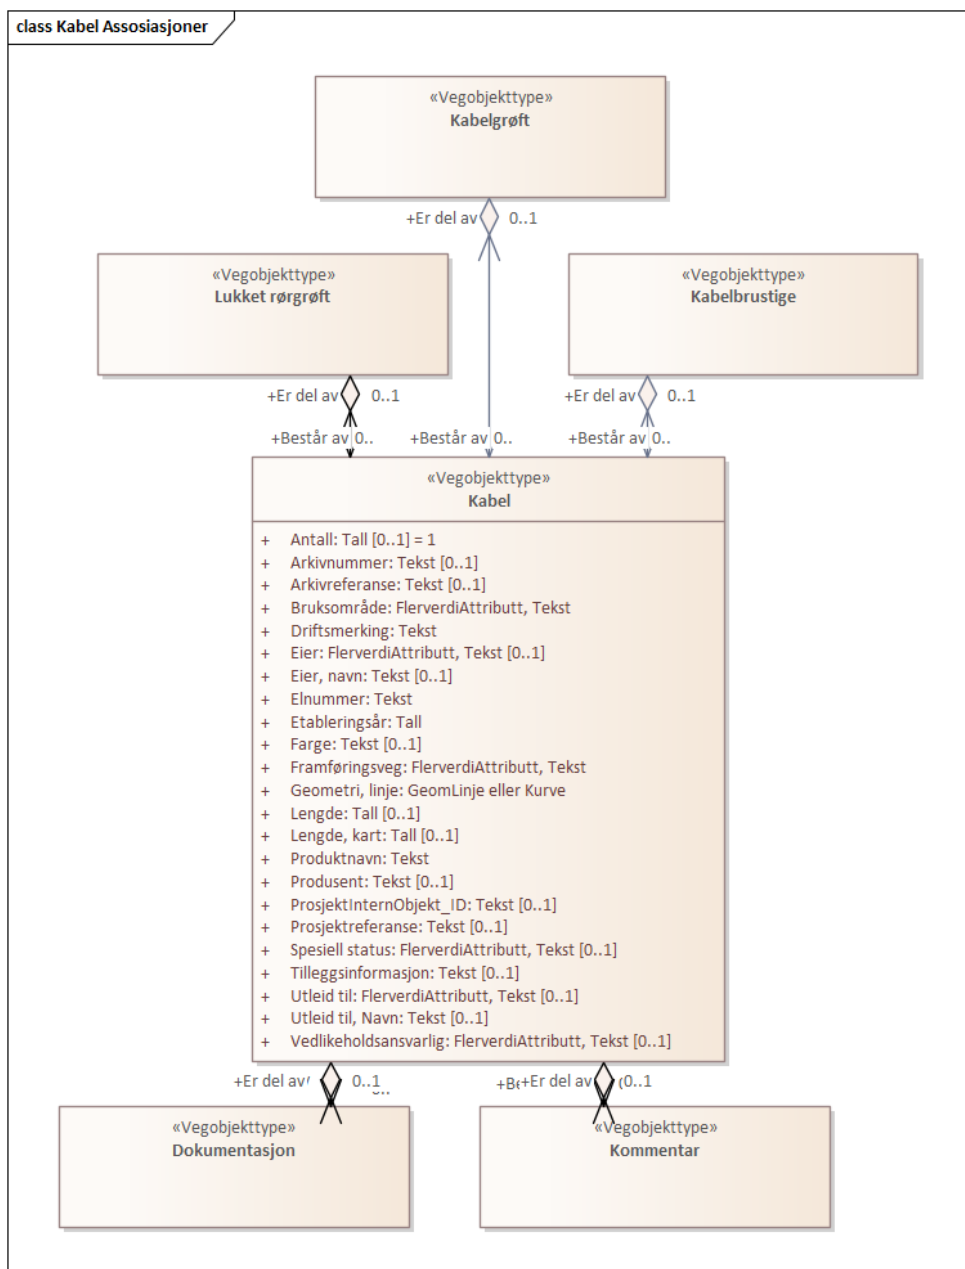 class Kabel Assosiasjoner
«Vegobjekttype»
Kabelgrøft
+Er del av 0..1
«Vegobjekttype»
Lukket rørgrøft
«Vegobjekttype»
Kabelbrustige
+Er del av 0..1
+Er del av 0..1
+Består av 0..
+Består av 0..
+Består av 0..
«Vegobjekttype»
Kabel
+ Antall: Tall [0..1] = 1
+ Arkivnummer: Tekst [0..1]
+ Arkivreferanse: Tekst [0..1]
+ Bruksområde: FlerverdiAttributt, Tekst
+ Driftsmerking: Tekst
+ Eier: FlerverdiAttributt, Tekst [0..1]
+ Eier, navn: Tekst [0..1]
+ Elnummer: Tekst
+ Etableringsår: Tall
+ Farge: Tekst [0..1]
+ Framføringsveg: FlerverdiAttributt, Tekst
+ Geometri, linje: GeomLinje eller Kurve
+ Lengde: Tall [0..1]
+ Lengde, kart: Tall [0..1]
+ Produktnavn: Tekst
+ Produsent: Tekst [0..1]
+ ProsjektInternObjekt_ID: Tekst [0..1]
+ Prosjektreferanse: Tekst [0..1]
+ Spesiell status: FlerverdiAttributt, Tekst [0..1]
+ Tilleggsinformasjon: Tekst [0..1]
+ Utleid til: FlerverdiAttributt, Tekst [0..1]
+ Utleid til, Navn: Tekst [0..1]
+ Vedlikeholdsansvarlig: FlerverdiAttributt, Tekst [0..1]
+Er del av 0..1
+Er del av 0..1
«Vegobjekttype»
Dokumentasjon
«Vegobjekttype»
Kommentar